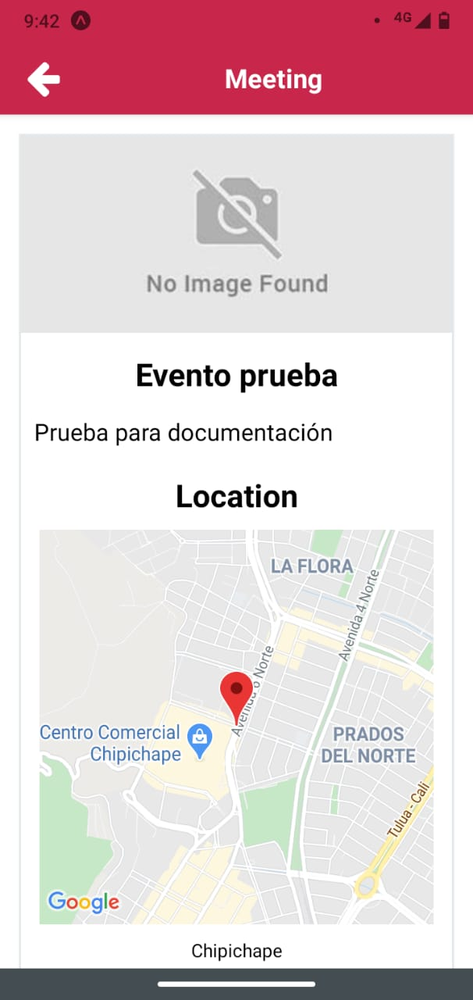 9:42
4G
Meeting
No Image Found
Evento prueba
Prueba para documentación
Location
LA FLORA
Avenida 4 Norte
Avenida 6 Norte
Centro Comercial
Chipichape
PRADOS
DEL NORTE
Tulua - Cali
Google
Chipichape